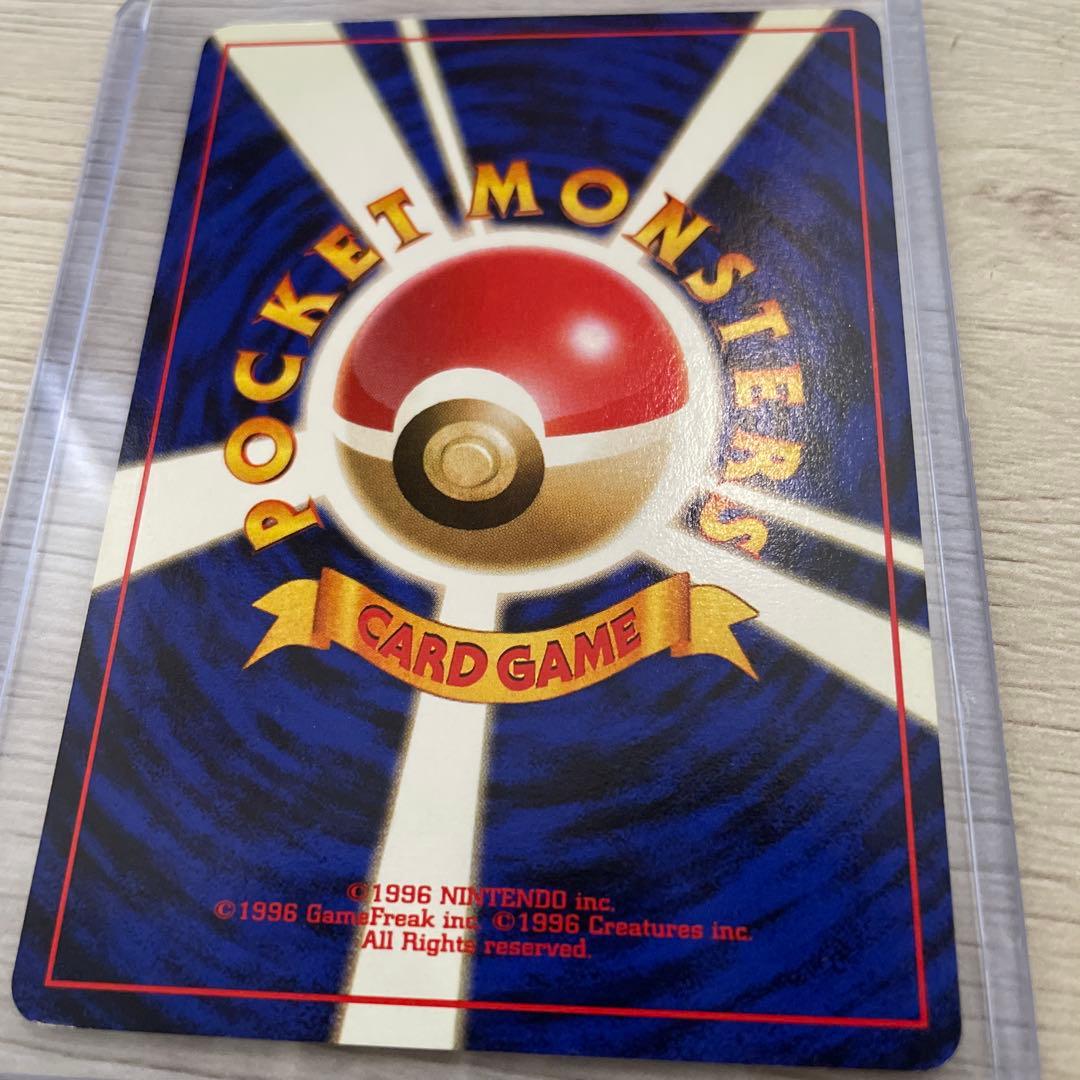 POCKET MONSTERS
CARD GAME
©1996 NINTENDO inc.
©1996 GameFreak inc. ©1996 Creatures inc.
All Rights reserved.